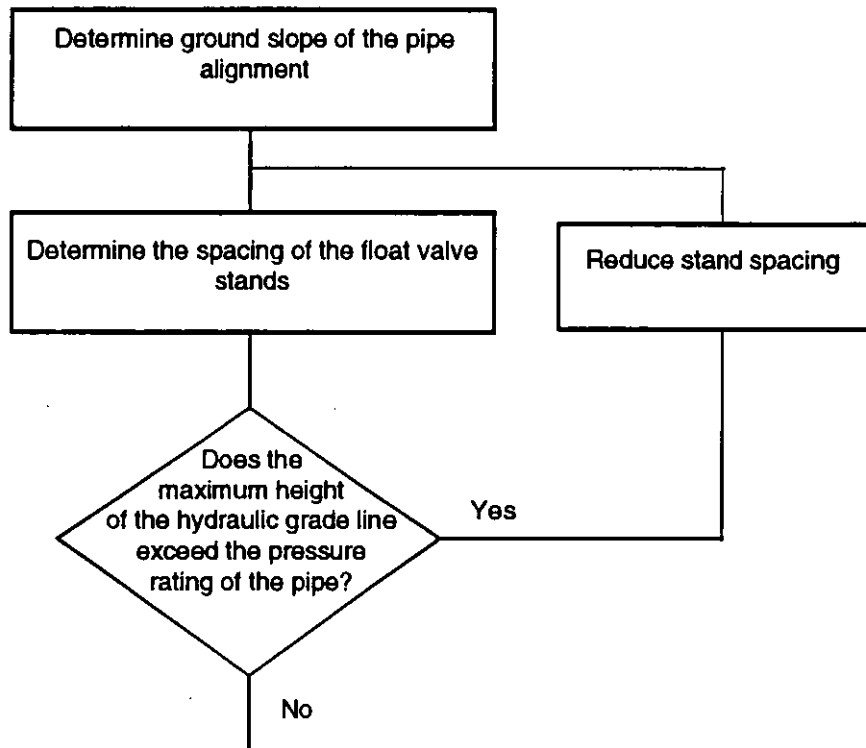 Determine ground slope of the pipe
alignment
Determine the spacing of the float valve
stands
Reduce stand spacing
Does the
maximum height
of the hydraulic grade line
exceed the pressure
rating of the pipe?
Yes
No